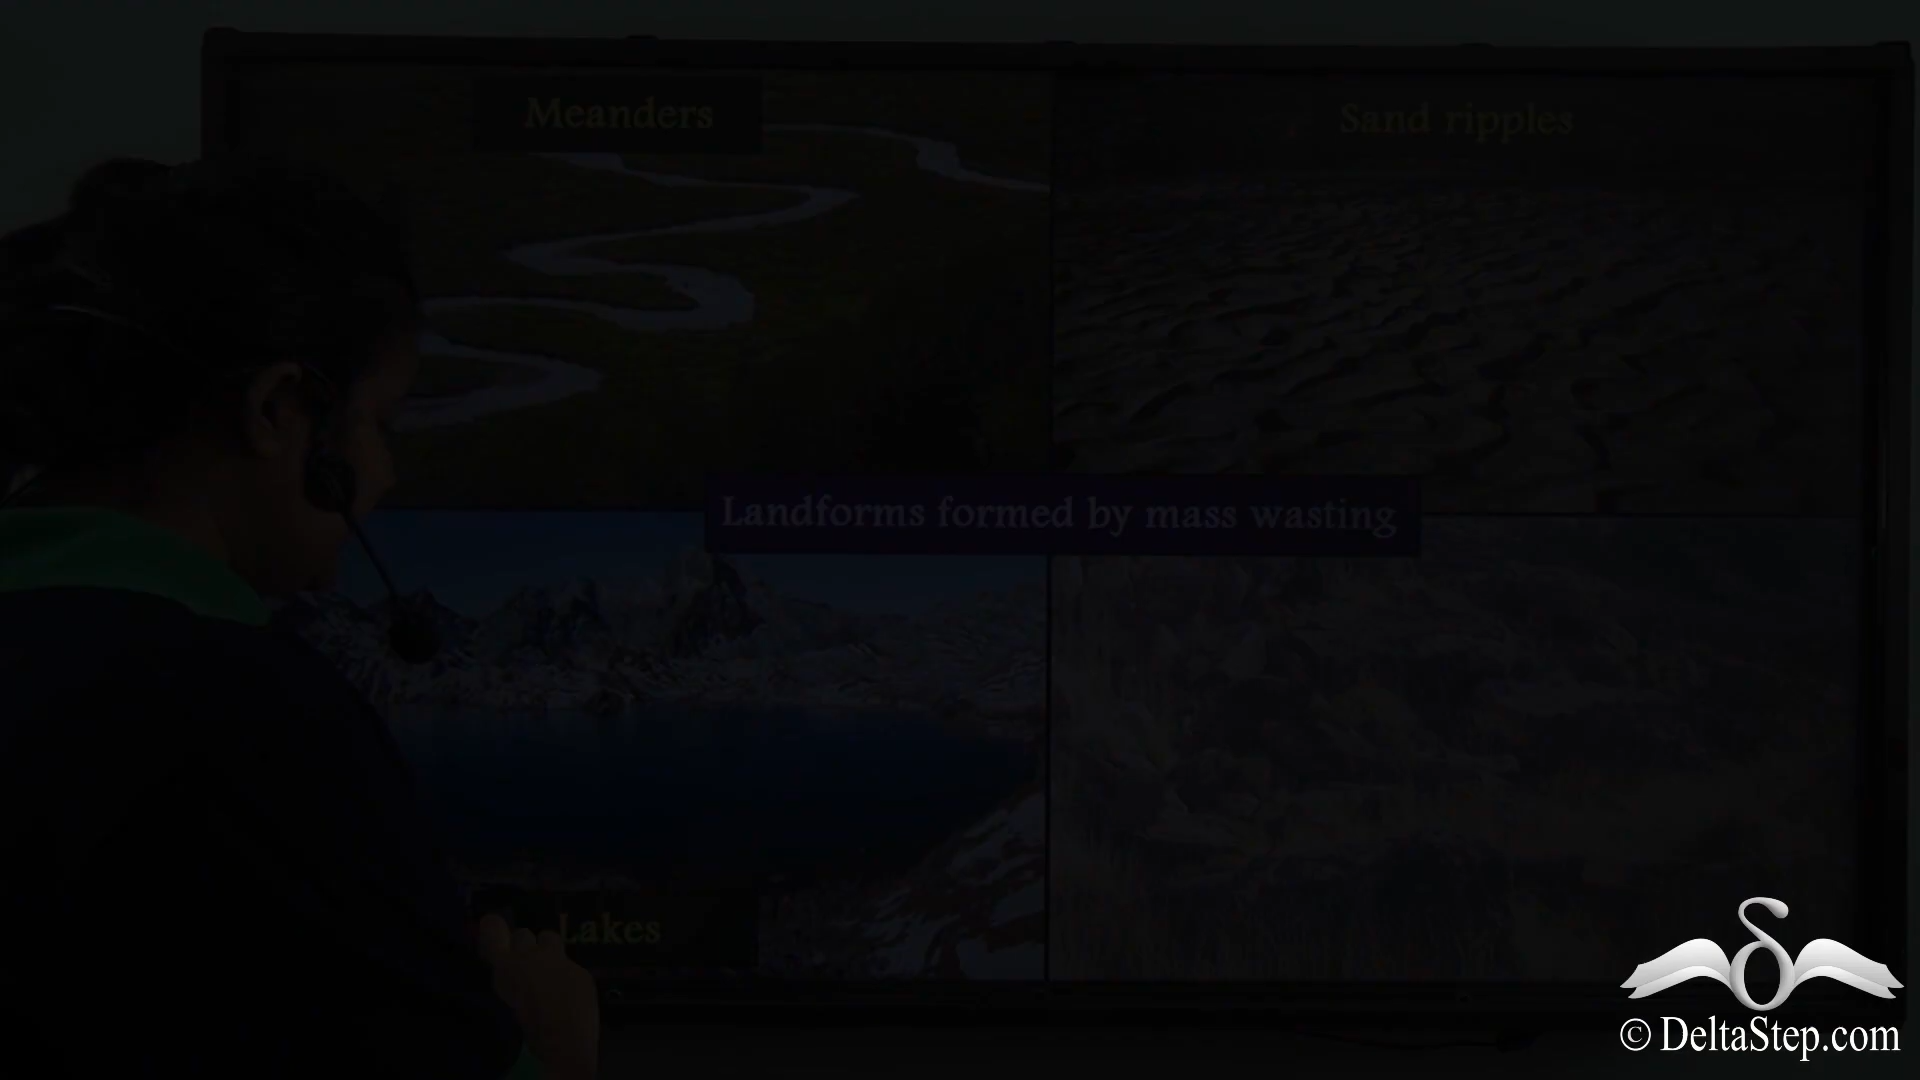 Meanders
Sand ripples
Landforms formed by mass wasting
Lakes
© DeltaStep.com